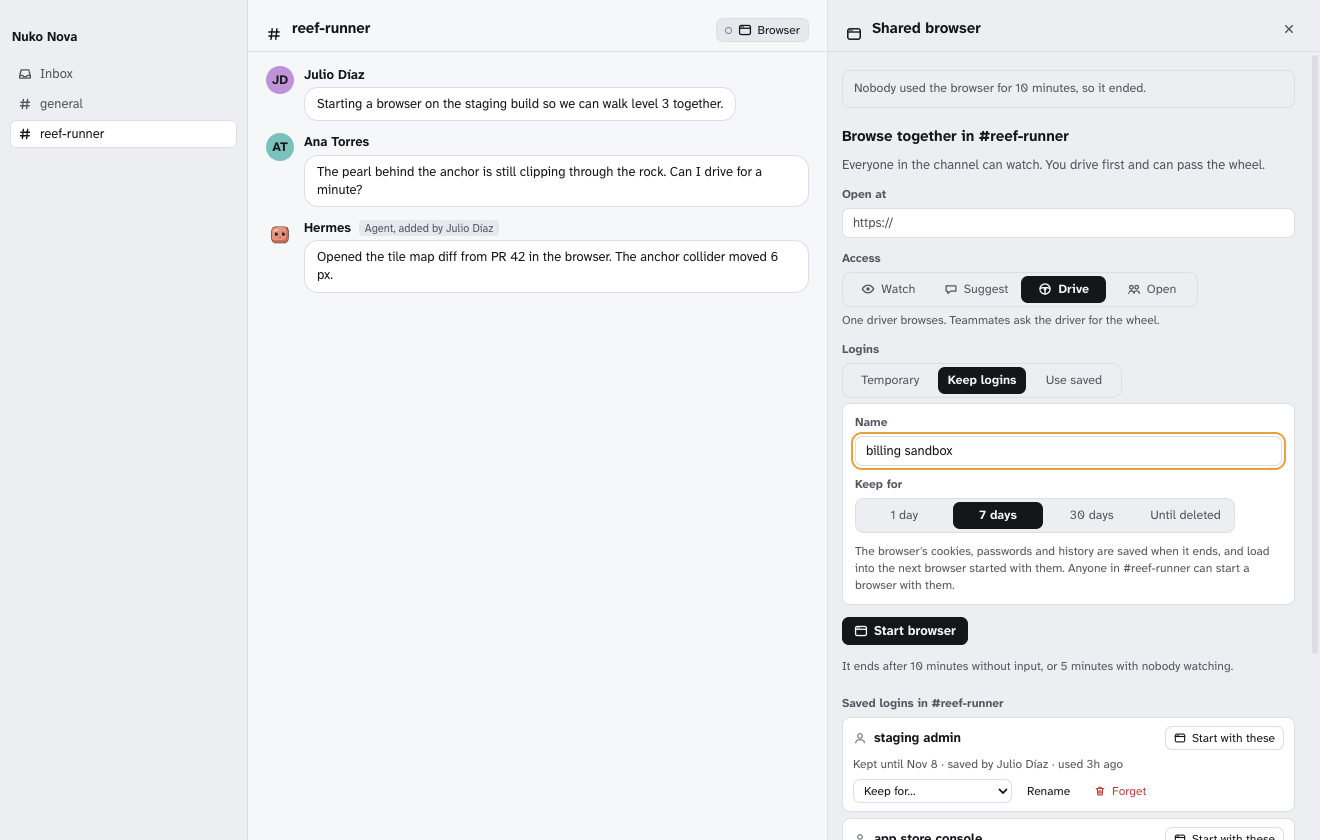 Nuko Nova
Inbox
general
reef-runner
reef-runner
Browser
JD
Julio Díaz
Starting a browser on the staging build so we can walk level 3 together.
AT
Ana Torres
The pearl behind the anchor is still clipping through the rock. Can I drive for a
minute?
Hermes
Agent, added by Julio Díaz
Opened the tile map diff from PR 42 in the browser. The anchor collider moved 6
px.
Shared browser
Nobody used the browser for 10 minutes, so it ended.
Browse together in #reef-runner
Everyone in the channel can watch. You drive first and can pass the wheel.
Open at
https://
Access
Watch
Suggest
Drive
Open
One driver browses. Teammates ask the driver for the wheel.
Logins
Temporary
Keep logins
Use saved
Name
billing sandbox
Keep for
1 day
7 days
30 days
Until deleted
The browser's cookies, passwords and history are saved when it ends, and load
into the next browser started with them. Anyone in #reef-runner can start a
browser with them.
Start browser
It ends after 10 minutes without input, or 5 minutes with nobody watching.
Saved logins in #reef-runner
staging admin
Start with these
Kept until Nov 8 · saved by Julio Díaz · used 3h ago
Keep for...
Rename
Forget
app store console
Start with these